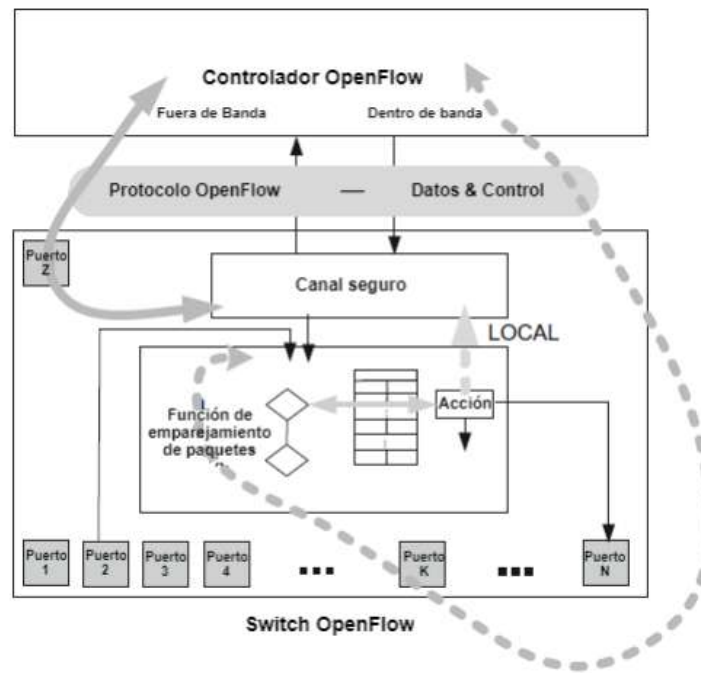 Controlador OpenFlow
Fuera de Banda
Dentro de banda
Protocolo OpenFlow — Datos & Control
Puerto
Z
Canal seguro
LOCAL
Función de
emparejamiento
de paquetes
Acción
Puerto
1
Puerto
2
Puerto
3
Puerto
4
...
Puerto
K
...
Puerto
N
Switch OpenFlow